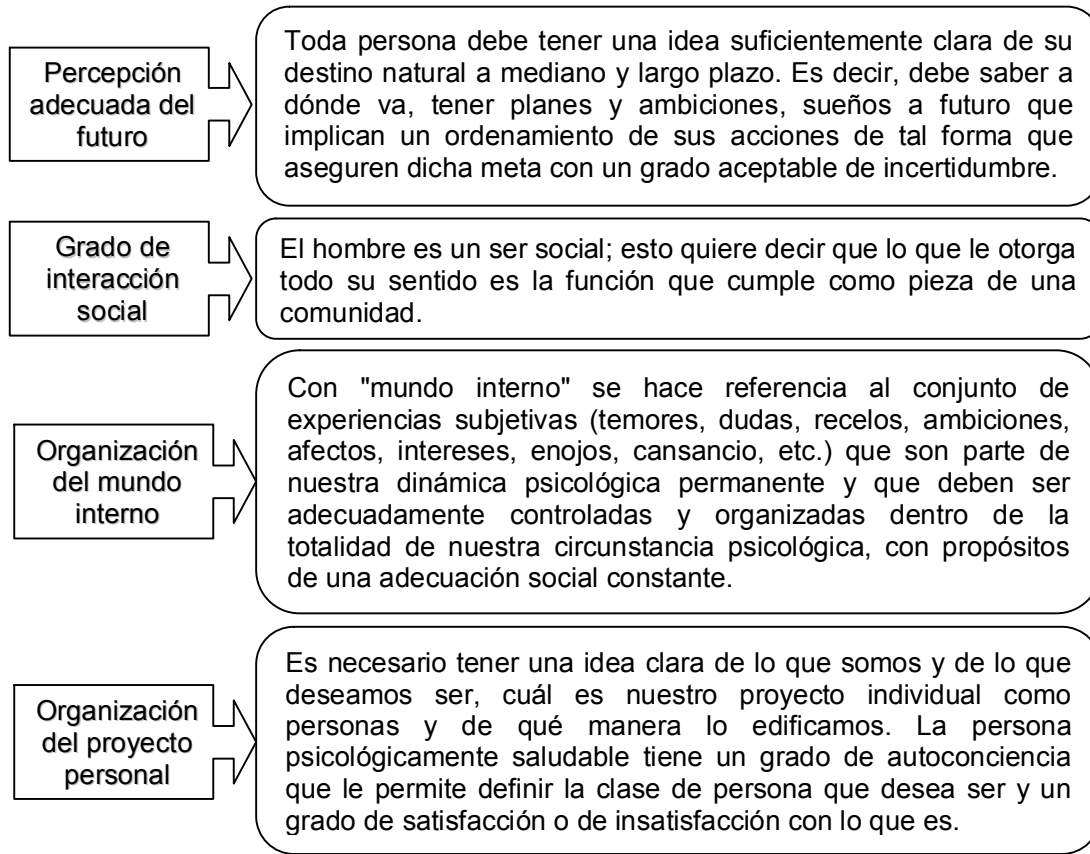 Percepción
adecuada del
futuro
Toda persona debe tener una idea suficientemente clara de su
destino natural a mediano y largo plazo. Es decir, debe saber a
dónde va, tener planes y ambiciones, sueños a futuro que
implican un ordenamiento de sus acciones de tal forma que
aseguren dicha meta con un grado aceptable de incertidumbre.
Grado de
interacción
social
El hombre es un ser social; esto quiere decir que lo que le otorga
todo su sentido es la función que cumple como pieza de una
comunidad.
Organización
del mundo
interno
Con "mundo interno" se hace referencia al conjunto de
experiencias subjetivas (temores, dudas, recelos, ambiciones,
afectos, intereses, enojos, cansancio, etc.) que son parte de
nuestra dinámica psicológica permanente y que deben ser
adecuadamente controladas y organizadas dentro de la
totalidad de nuestra circunstancia psicológica, con propósitos
de una adecuación social constante.
Organización
del proyecto
personal
Es necesario tener una idea clara de lo que somos y de lo que
deseamos ser, cuál es nuestro proyecto individual como
personas y de qué manera lo edificamos. La persona
psicológicamente saludable tiene un grado de autoconciencia
que le permite definir la clase de persona que desea ser y un
grado de satisfacción o de insatisfacción con lo que es.